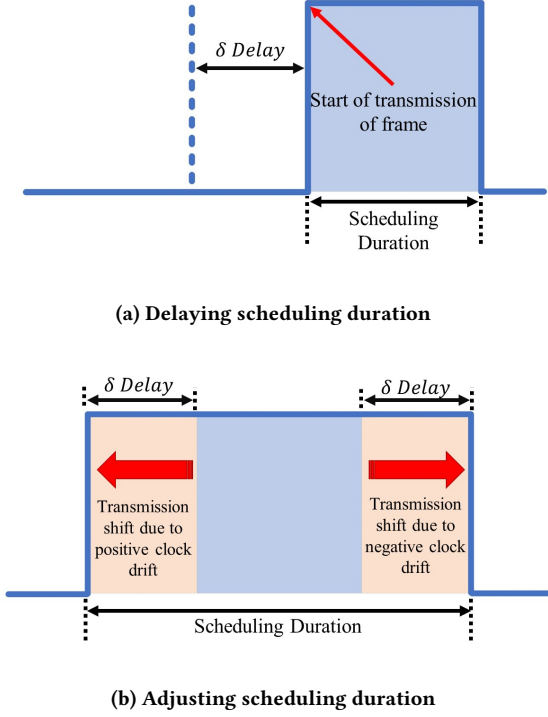 δ Delay
Start of transmission
of frame
Scheduling
Duration
(a) Delaying scheduling duration
δ Delay
δ Delay
Transmission
shift due to
positive clock
drift
Transmission
shift due to
negative clock
drift
Scheduling Duration
(b) Adjusting scheduling duration